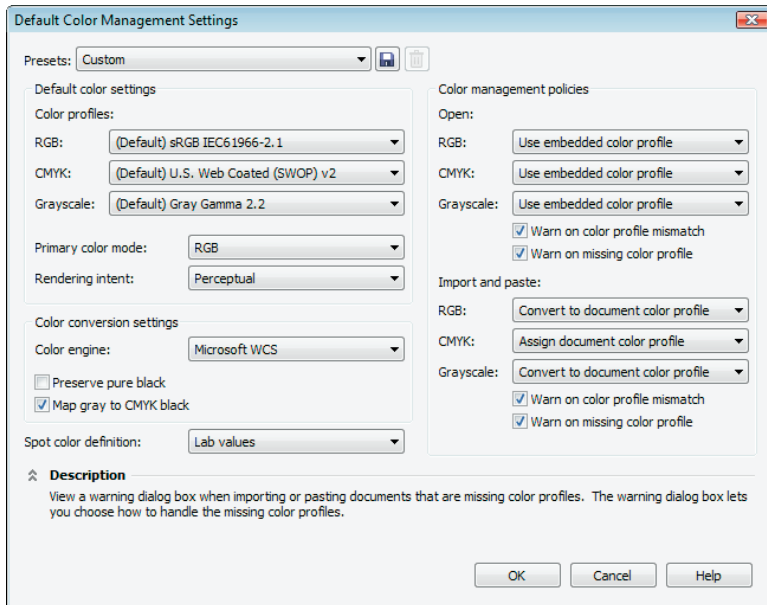 Default Color Management Settings
Presets: Custom
Default color settings
Color profiles:
RGB: (Default) sRGB IEC61966-2.1
CMYK: (Default) U.S. Web Coated (SWOP) v2
Grayscale: (Default) Gray Gamma 2.2
Primary color mode: RGB
Rendering intent: Perceptual
Color conversion settings
Color engine: Microsoft WCS
Preserve pure black
Map gray to CMYK black
Spot color definition: Lab values
Color management policies
Open:
RGB: Use embedded color profile
CMYK: Use embedded color profile
Grayscale: Use embedded color profile
Warn on color profile mismatch
Warn on missing color profile
Import and paste:
RGB: Convert to document color profile
CMYK: Assign document color profile
Grayscale: Convert to document color profile
Warn on color profile mismatch
Warn on missing color profile
Description
View a warning dialog box when importing or pasting documents that are missing color profiles. The warning dialog box lets
you choose how to handle the missing color profiles.
OK Cancel Help